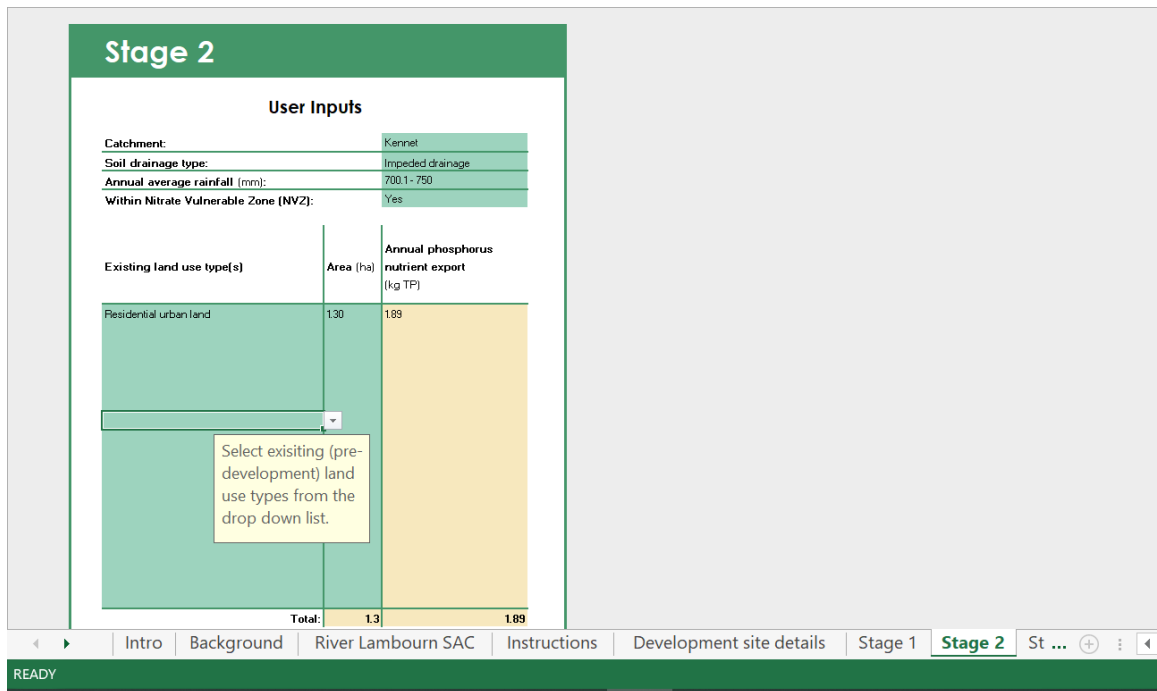 Stage 2
User Inputs
Catchment: Kennet
Soil drainage type: Impeded drainage
Annual average rainfall (mm): 700.1 - 750
Within Nitrate Vulnerable Zone (NVZ): Yes
Existing land use type(s) Area (ha) Annual phosphorus
nutrient export
(kg TP)
Residential urban land 1.30 1.89
Select exisiting (pre-
development) land
use types from the
drop down list.
Total: 1.3 1.89
Intro Background River Lambourn SAC Instructions Development site details Stage 1 Stage 2 St ...
READY